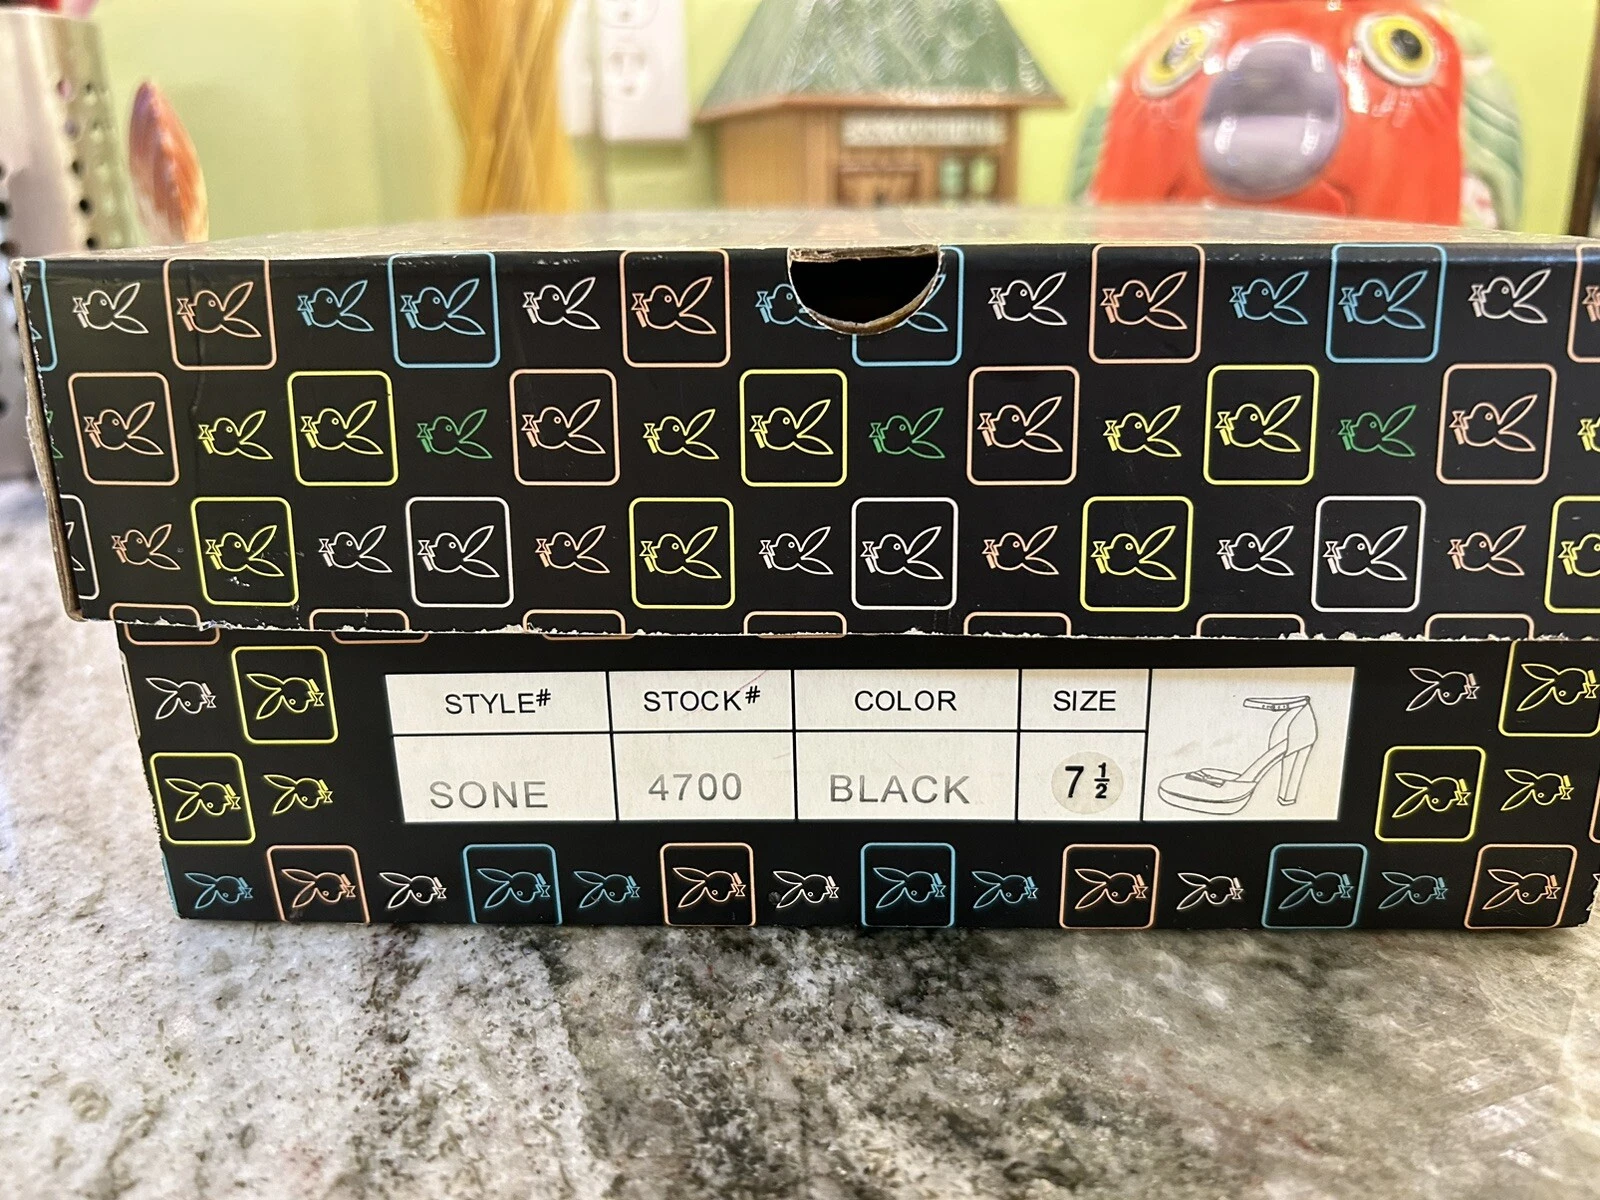 STYLE# STOCK# COLOR SIZE
SONE 4700 BLACK 7 1/2